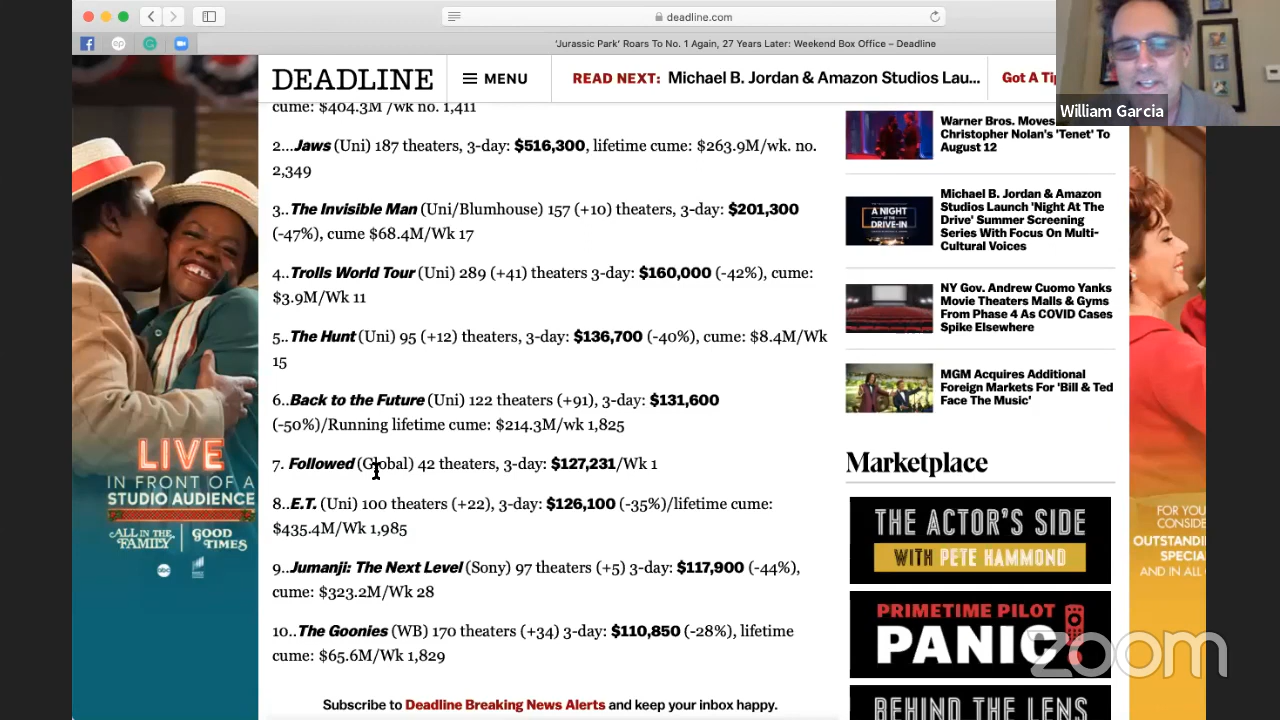 deadline.com
'Jurassic Park' Roars To No. 1 Again, 27 Years Later: Weekend Box Office – Deadline
DEADLINE
MENU
READ NEXT: Michael B. Jordan & Amazon Studios Lau...
Got A Tip
William Garcia
cume: $404.3M /wk no. 1,411
2...Jaws (Uni) 187 theaters, 3-day: $516,300, lifetime cume: $263.9M/wk. no.
2,349
3..The Invisible Man (Uni/Blumhouse) 157 (+10) theaters, 3-day: $201,300
(-47%), cume $68.4M/Wk 17
4..Trolls World Tour (Uni) 289 (+41) theaters 3-day: $160,000 (-42%), cume:
$3.9M/Wk 11
5..The Hunt (Uni) 95 (+12) theaters, 3-day: $136,700 (-40%), cume: $8.4M/Wk
15
6..Back to the Future (Uni) 122 theaters (+91), 3-day: $131,600
(-50%)/Running lifetime cume: $214.3M/wk 1,825
7. Followed (Global) 42 theaters, 3-day: $127,231/Wk 1
8..E.T. (Uni) 100 theaters (+22), 3-day: $126,100 (-35%)/lifetime cume:
$435.4M/Wk 1,985
9..Jumanji: The Next Level (Sony) 97 theaters (+5) 3-day: $117,900 (-44%),
cume: $323.2M/Wk 28
10..The Goonies (WB) 170 theaters (+34) 3-day: $110,850 (-28%), lifetime
cume: $65.6M/Wk 1,829
Subscribe to Deadline Breaking News Alerts and keep your inbox happy.
Warner Bros. Moves
Christopher Nolan's 'Tenet' To
August 12
A NIGHT
AT THE
DRIVE-IN
Michael B. Jordan & Amazon
Studios Launch 'Night At The
Drive' Summer Screening
Series With Focus On Multi-
Cultural Voices
NY Gov. Andrew Cuomo Yanks
Movie Theaters Malls & Gyms
From Phase 4 As COVID Cases
Spike Elsewhere
MGM Acquires Additional
Foreign Markets For 'Bill & Ted
Face The Music'
Marketplace
THE ACTOR'S SIDE
WITH PETE HAMMOND
PRIMETIME PILOT
PANIC!
BEHIND THE LENS
zoom
LIVE
IN FRONT OF A
STUDIO AUDIENCE
ALL IN THE FAMILY
GOOD TIMES
abc
FOR YOU
CONSIDE
OUTSTANDI
SPECIA
AND IN ALL